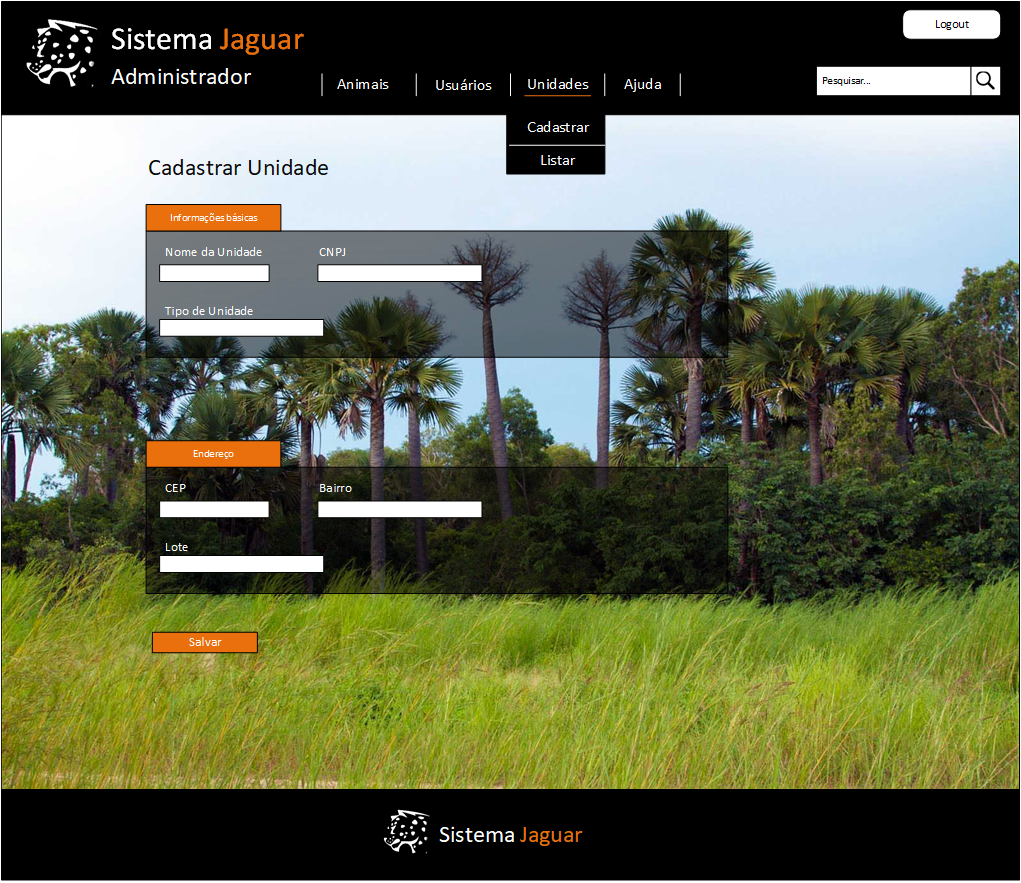 Sistema Jaguar
Administrador
Logout
Animais
Usuários
Unidades
Ajuda
Pesquisar...
Cadastrar
Listar
Cadastrar Unidade
Informações básicas
Nome da Unidade
CNPJ
Tipo de Unidade
Endereço
CEP
Bairro
Lote
Salvar
Sistema Jaguar